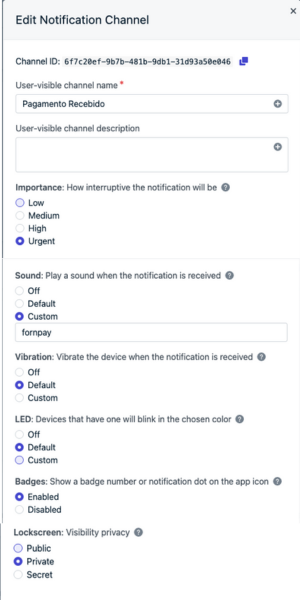 Edit Notification Channel
×
Channel ID: 6f7c20ef-9b7b-481b-9db1-31d93a50e046
User-visible channel name *
Pagamento Recebido
User-visible channel description
Importance: How interruptive the notification will be ?
Low
Medium
High
Urgent
Sound: Play a sound when the notification is received ?
Off
Default
Custom
fornpay
Vibration: Vibrate the device when the notification is received ?
Off
Default
Custom
LED: Devices that have one will blink in the chosen color ?
Off
Default
Custom
Badges: Show a badge number or notification dot on the app icon ?
Enabled
Disabled
Lockscreen: Visibility privacy ?
Public
Private
Secret